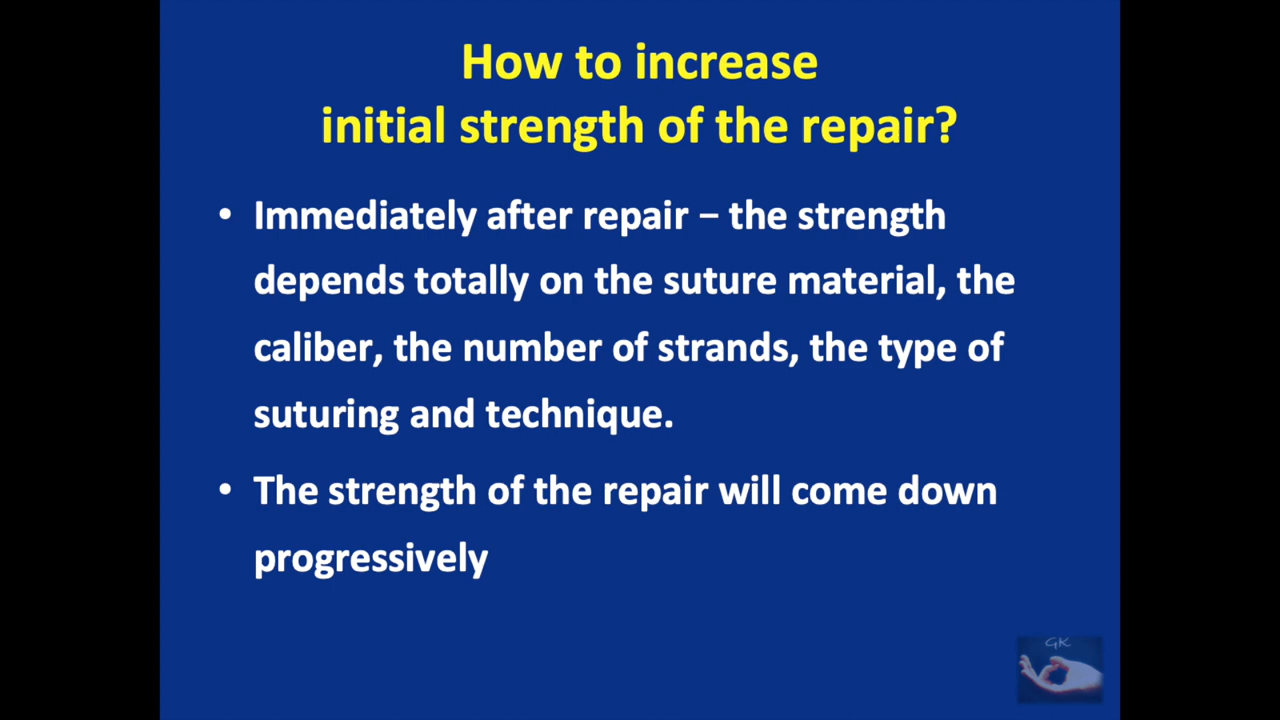 How to increase
initial strength of the repair?
• Immediately after repair – the strength
depends totally on the suture material, the
caliber, the number of strands, the type of
suturing and technique.
• The strength of the repair will come down
progressively
GK